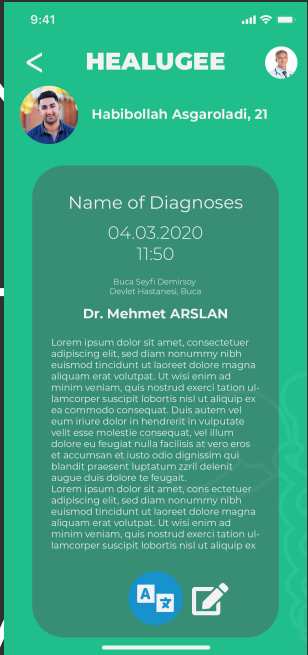 9:41
HEALUGEE
Habibollah Asgaroladi, 21
Name of Diagnoses
04.03.2020
11:50
Buca Seyfi Demirsoy
Devlet Hastanesi, Buca
Dr. Mehmet ARSLAN
Lorem ipsum dolor sit amet, consectetuer
adipiscing elit, sed diam nonummy nibh
euismod tincidunt ut laoreet dolore magna
aliquam erat volutpat. Ut wisi enim ad
minim veniam, quis nostrud exerci tation ul-
lamcorper suscipit lobortis nisl ut aliquip ex
ea commodo consequat. Duis autem vel
eum iriure dolor in hendrerit in vulputate
velit esse molestie consequat, vel illum
dolore eu feugiat nulla facilisis at vero eros
et accumsan et iusto odio dignissim qui
blandit praesent luptatum zzril delenit
augue duis dolore te feugait.
Lorem ipsum dolor sit amet, cons ectetuer
adipiscing elit, sed diam nonummy nibh
euismod tincidunt ut laoreet dolore magna
aliquam erat volutpat. Ut wisi enim ad
minim veniam, quis nostrud exerci tation ul-
lamcorper suscipit lobortis nisl ut aliquip ex
A